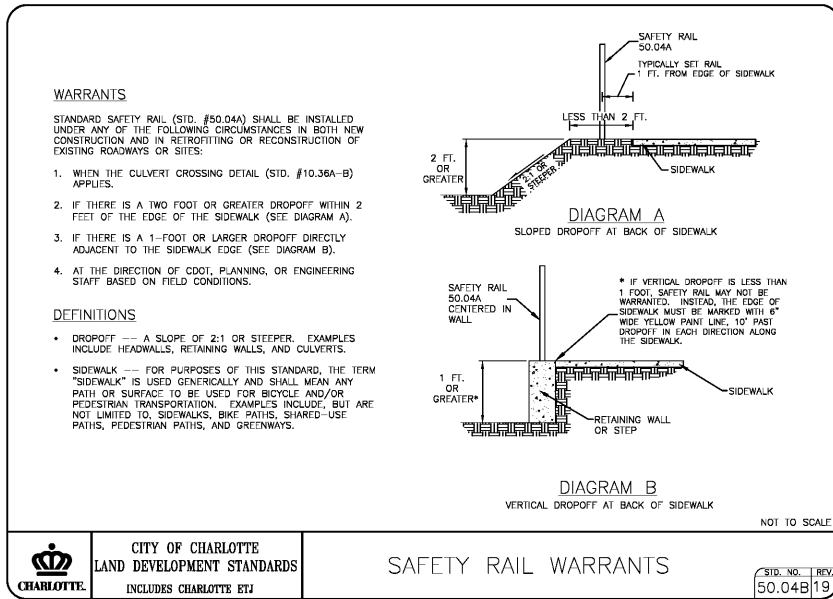 WARRANTS
STANDARD SAFETY RAIL (STD. #50.04A) SHALL BE INSTALLED
UNDER ANY OF THE FOLLOWING CIRCUMSTANCES IN BOTH NEW
CONSTRUCTION AND IN RETROFITTING OR RECONSTRUCTION OF
EXISTING ROADWAYS OR SITES:
1. WHEN THE CULVERT CROSSING DETAIL (STD. #10.36A-B)
APPLIES.
2. IF THERE IS A TWO FOOT OR GREATER DROPOFF WITHIN 2
FEET OF THE EDGE OF THE SIDEWALK (SEE DIAGRAM A).
3. IF THERE IS A 1-FOOT OR LARGER DROPOFF DIRECTLY
ADJACENT TO THE SIDEWALK EDGE (SEE DIAGRAM B).
4. AT THE DIRECTION OF CDOT, PLANNING, OR ENGINEERING
STAFF BASED ON FIELD CONDITIONS.
DEFINITIONS
• DROPOFF -- A SLOPE OF 2:1 OR STEEPER. EXAMPLES
INCLUDE HEADWALLS, RETAINING WALLS, AND CULVERTS.
• SIDEWALK -- FOR PURPOSES OF THIS STANDARD, THE TERM
"SIDEWALK" IS USED GENERICALLY AND SHALL MEAN ANY
PATH OR SURFACE TO BE USED FOR BICYCLE AND/OR
PEDESTRIAN TRANSPORTATION. EXAMPLES INCLUDE, BUT ARE
NOT LIMITED TO, SIDEWALKS, BIKE PATHS, SHARED-USE
PATHS, PEDESTRIAN PATHS, AND GREENWAYS.
SAFETY RAIL
50.04A
TYPICALLY SET RAIL
1 FT. FROM EDGE OF SIDEWALK
LESS THAN 2 FT.
2 FT.
OR
GREATER
2:1 OR
STEEPER
SIDEWALK
DIAGRAM A
SLOPED DROPOFF AT BACK OF SIDEWALK
SAFETY RAIL
50.04A
CENTERED IN
WALL
* IF VERTICAL DROPOFF IS LESS THAN
1 FOOT, SAFETY RAIL MAY NOT BE
WARRANTED. INSTEAD, THE EDGE OF
SIDEWALK MUST BE MARKED WITH 6"
WIDE YELLOW PAINT LINE, 10' PAST
DROPOFF IN EACH DIRECTION ALONG
THE SIDEWALK.
1 FT.
OR
GREATER*
SIDEWALK
RETAINING WALL
OR STEP
DIAGRAM B
VERTICAL DROPOFF AT BACK OF SIDEWALK
NOT TO SCALE
CHARLOTTE.
CITY OF CHARLOTTE
LAND DEVELOPMENT STANDARDS
INCLUDES CHARLOTTE ETJ
SAFETY RAIL WARRANTS
STD. NO. REV.
50.04B 19